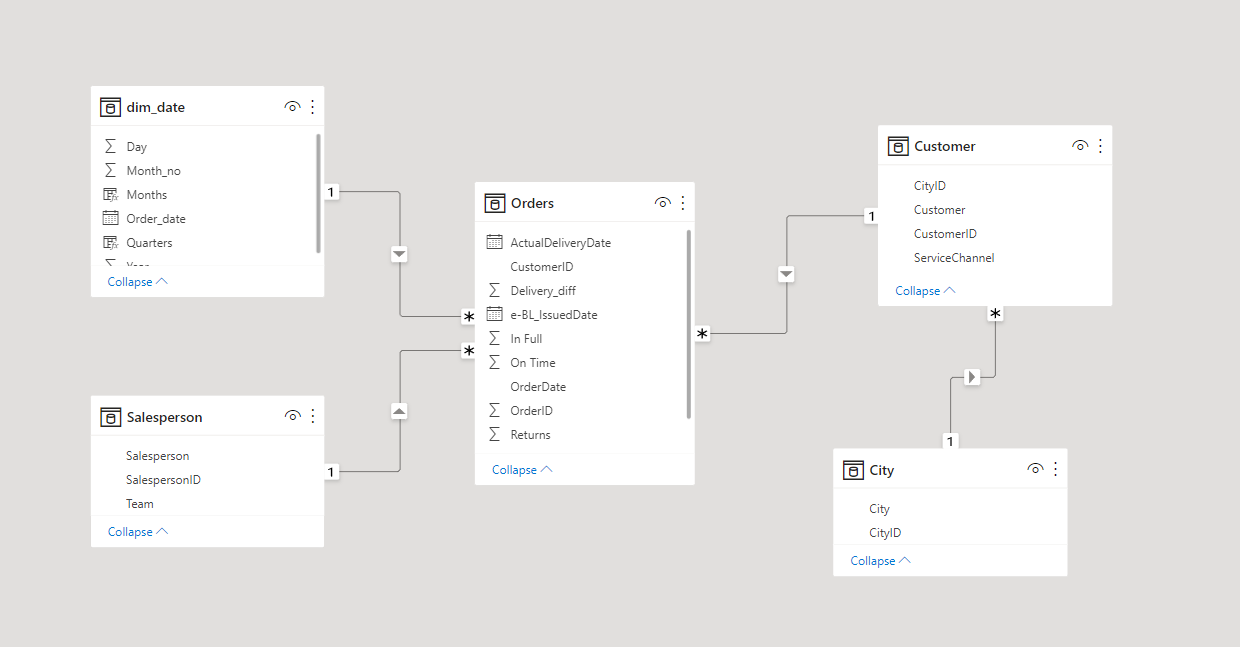 dim_date
Day
Month_no
Months
Order_date
Quarters
Collapse
1
*
Salesperson
Salesperson
SalespersonID
Team
Collapse
1
*
Orders
ActualDeliveryDate
CustomerID
Delivery_diff
e-BL_IssuedDate
In Full
On Time
OrderDate
OrderID
Returns
Collapse
*
1
Customer
CityID
Customer
CustomerID
ServiceChannel
Collapse
*
1
City
City
CityID
Collapse